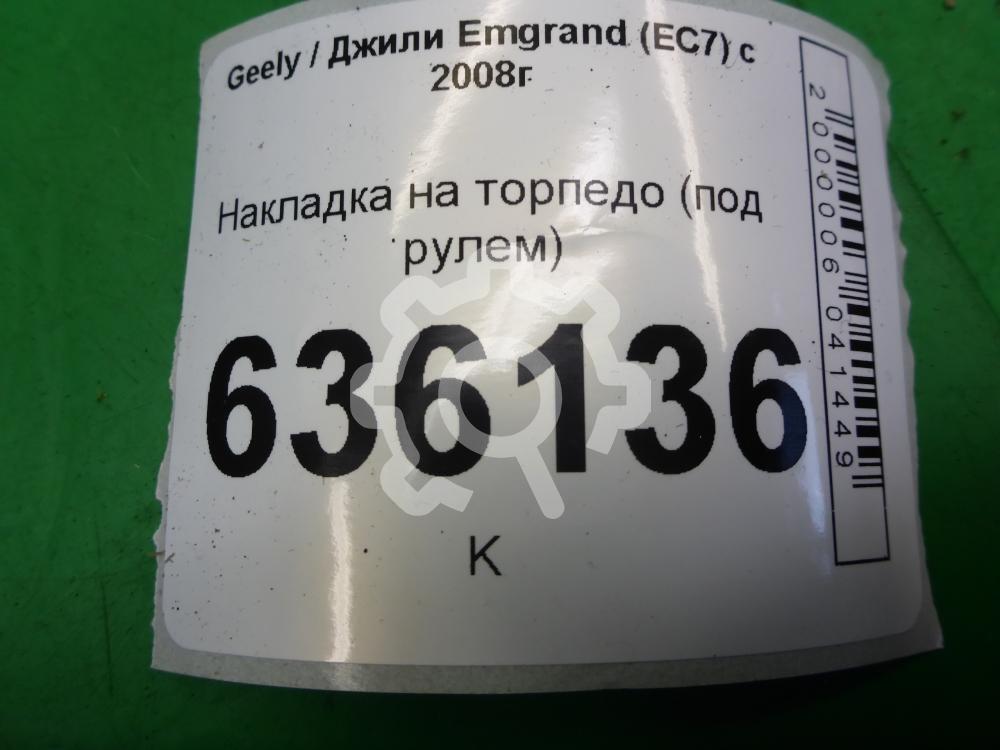 Geely / Джили Emgrand (EC7) с
2008г
Накладка на торпедо (под
рулем)
636136
К
2000006041449